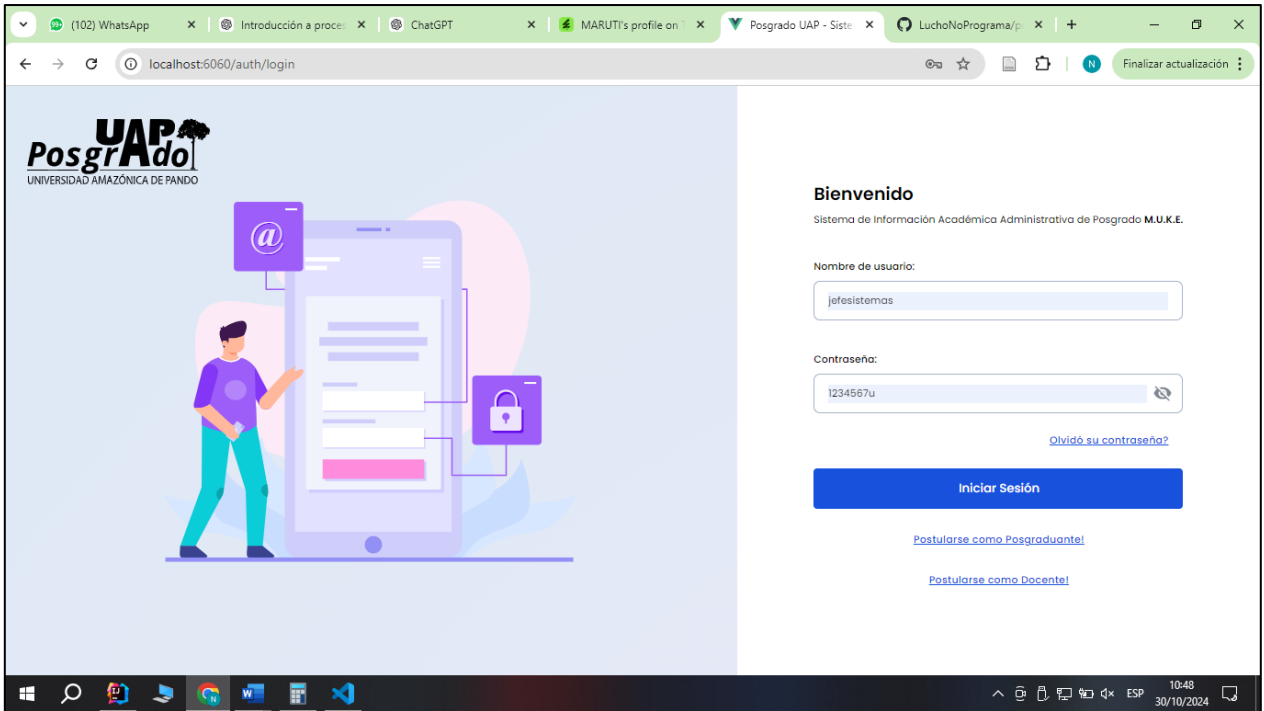 (102) WhatsApp
Introducción a proces
ChatGPT
MARUTI's profile on
Posgrado UAP - Siste
LuchoNoPrograma/p
localhost:6060/auth/login
N
Finalizar actualización
UAP
PosgrAdo
UNIVERSIDAD AMAZÓNICA DE PANDO
@
Bienvenido
Sistema de Información Académica Administrativa de Posgrado M.U.K.E.
Nombre de usuario:
jefesistemas
Contraseña:
1234567u
Olvidó su contraseña?
Iniciar Sesión
Postularse como Posgraduante!
Postularse como Docente!
ESP
10:48
30/10/2024